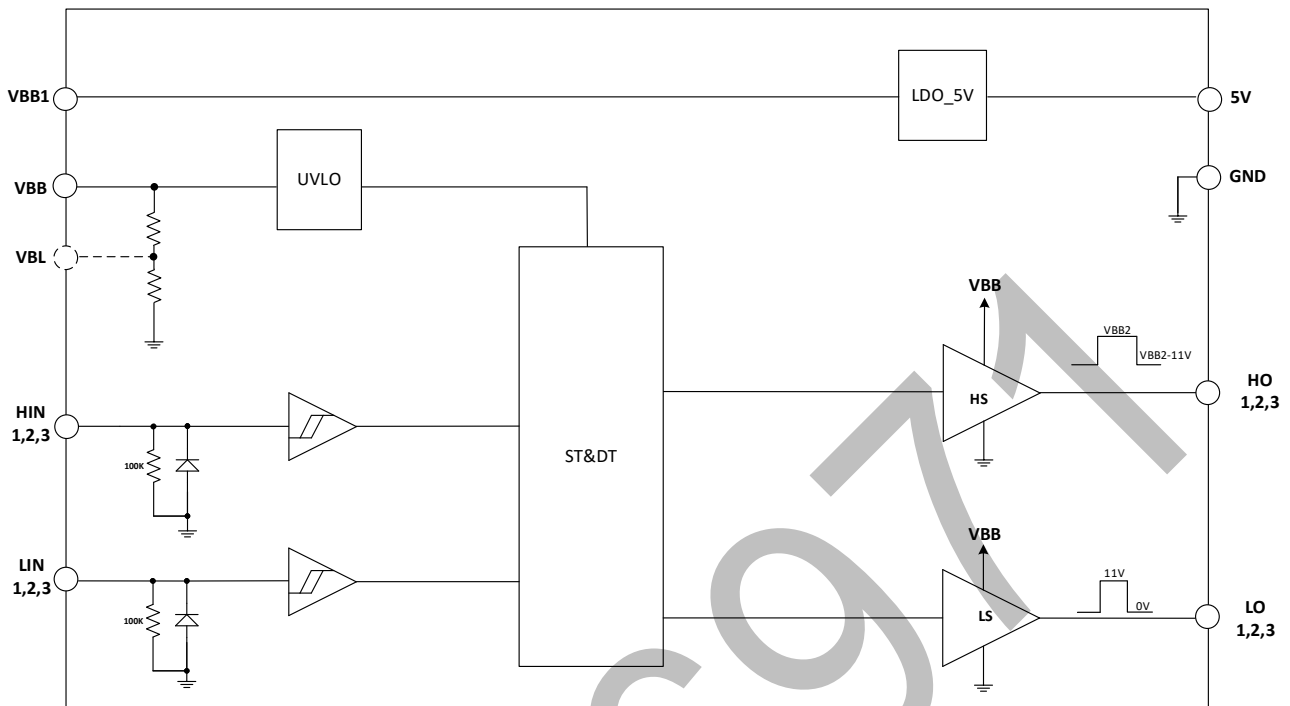 VBB1
LDO_5V
5V
VBB
UVLO
GND
VBL
VBB
VBB2
VBB2-11V
HIN
1,2,3
100K
HS
HO
1,2,3
ST&DT
VBB
LIN
1,2,3
100K
LS
11V
0V
LO
1,2,3
6971